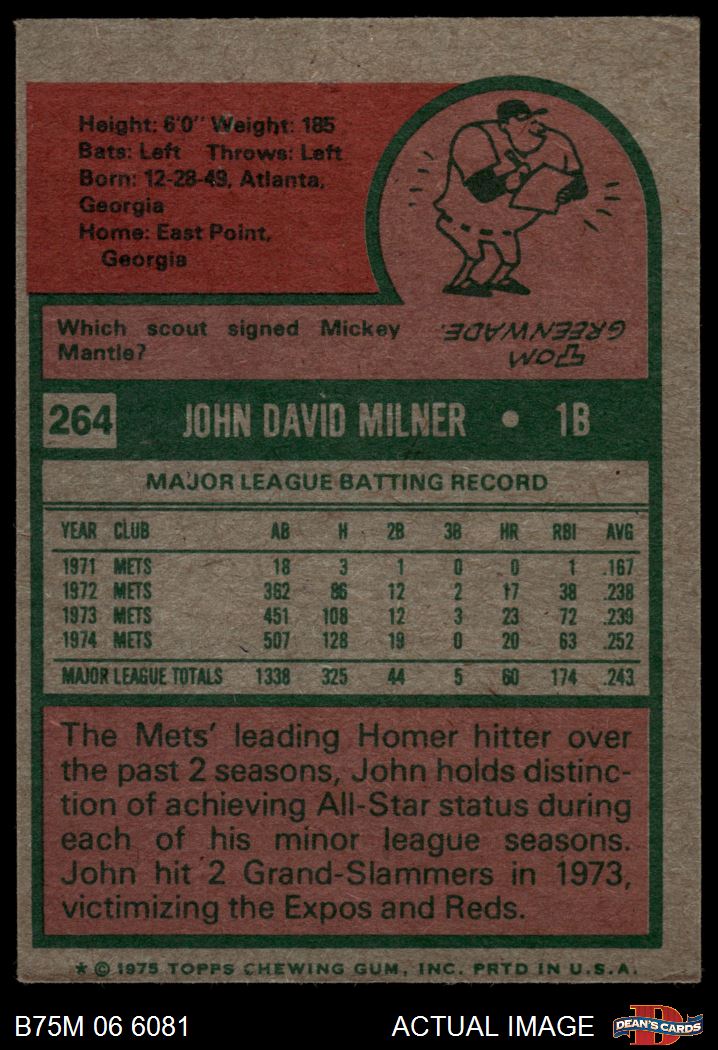 Height: 6'0" Weight: 185
Bats: Left Throws: Left
Born: 12-28-49, Atlanta,
Georgia
Home: East Point,
Georgia
Which scout signed Mickey
Mantle?
TOM
GREENWADE.
264 JOHN DAVID MILNER • 1B
MAJOR LEAGUE BATTING RECORD
YEAR CLUB AB H 2B 3B HR RBI AVG
1971 METS 18 3 1 0 0 1 .167
1972 METS 362 86 12 2 17 38 .238
1973 METS 451 108 12 3 23 72 .239
1974 METS 507 128 19 0 20 63 .252
MAJOR LEAGUE TOTALS 1338 325 44 5 60 174 .243
The Mets' leading Homer hitter over
the past 2 seasons, John holds distinc-
tion of achieving All-Star status during
each of his minor league seasons.
John hit 2 Grand-Slammers in 1973,
victimizing the Expos and Reds.
* © 1975 TOPPS CHEWING GUM, INC. PRTD IN U.S.A.
B75M 06 6081 ACTUAL IMAGE D DEAN'S CARDS